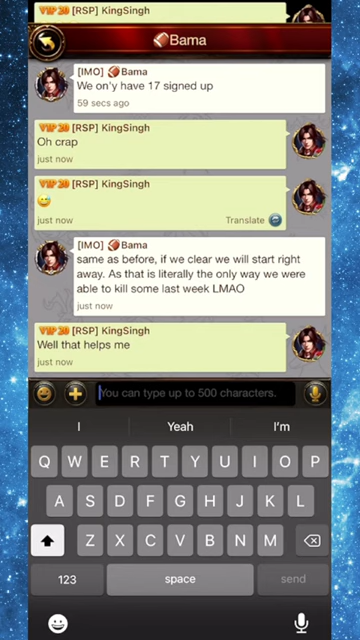 VIP 20 [RSP] KingSingh
🏈Bama
[IMO] 🏈Bama
We on'y have 17 signed up
59 secs ago
VIP 20 [RSP] KingSingh
Oh crap
just now
VIP 20 [RSP] KingSingh
😅
just now
Translate
[IMO] 🏈Bama
same as before, if we clear we will start right
away. As that is literally the only way we were
able to kill some last week LMAO
just now
VIP 20 [RSP] KingSingh
Well that helps me
just now
You can type up to 500 characters.
I Yeah I'm
Q W E R T Y U I O P
A S D F G H J K L
Z X C V B N M
123 space send